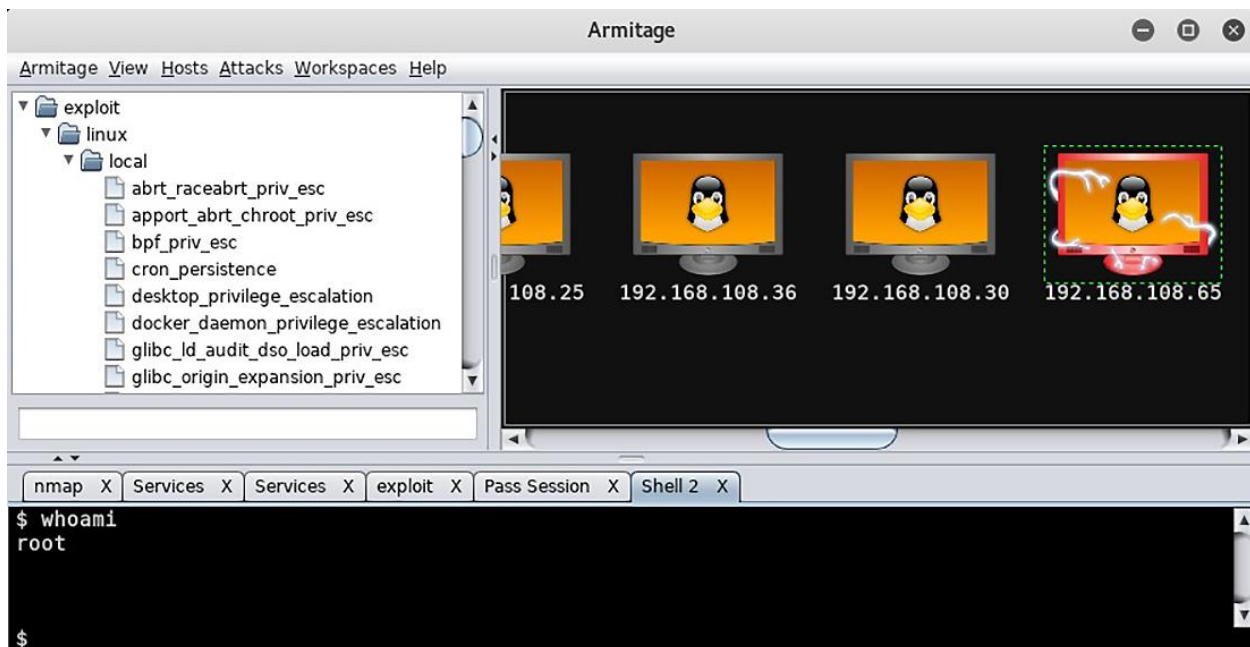 Armitage
Armitage View Hosts Attacks Workspaces Help
exploit
linux
local
abrt_raceabrt_priv_esc
apport_abrt_chroot_priv_esc
bpf_priv_esc
cron_persistence
desktop_privilege_escalation
docker_daemon_privilege_escalation
glibc_ld_audit_dso_load_priv_esc
glibc_origin_expansion_priv_esc
108.25 192.168.108.36 192.168.108.30 192.168.108.65
nmap X Services X Services X exploit X Pass Session X Shell 2 X
$ whoami
root
$